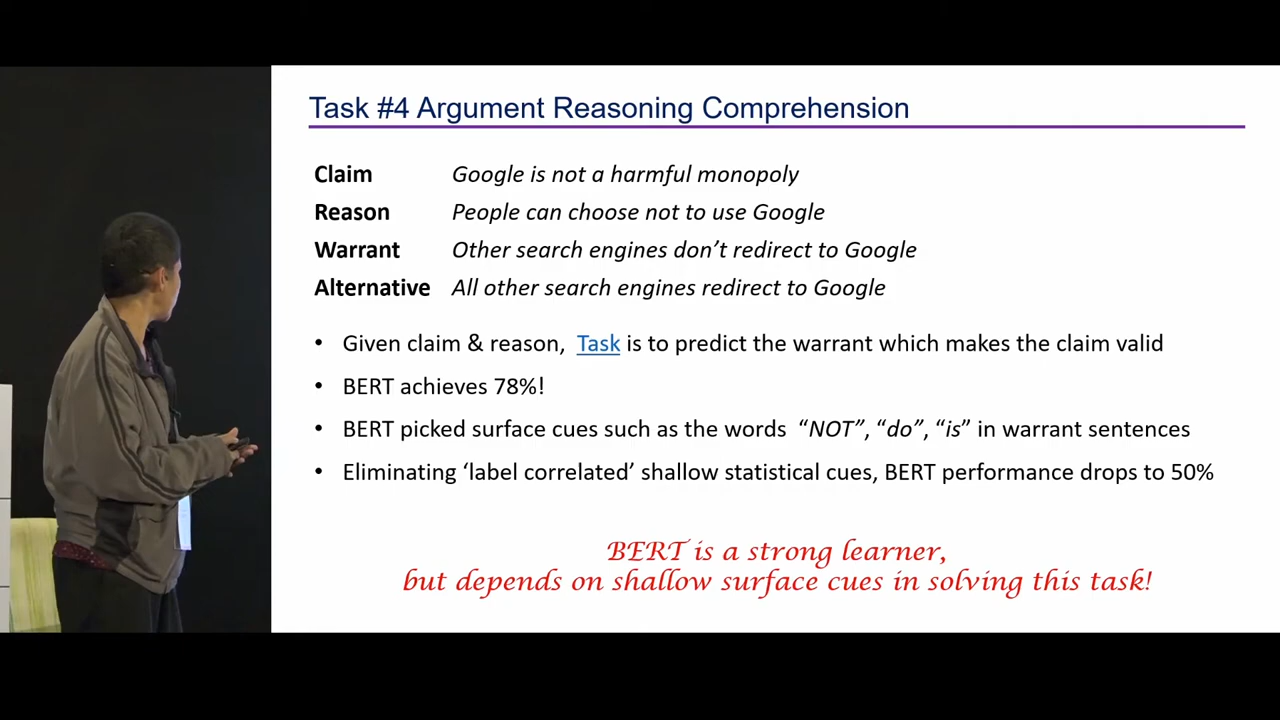 Task #4 Argument Reasoning Comprehension
Claim Google is not a harmful monopoly
Reason People can choose not to use Google
Warrant Other search engines don’t redirect to Google
Alternative All other search engines redirect to Google
• Given claim & reason, Task is to predict the warrant which makes the claim valid
• BERT achieves 78%!
• BERT picked surface cues such as the words “NOT”, “do”, “is” in warrant sentences
• Eliminating ‘label correlated’ shallow statistical cues, BERT performance drops to 50%
BERT is a strong learner,
but depends on shallow surface cues in solving this task!